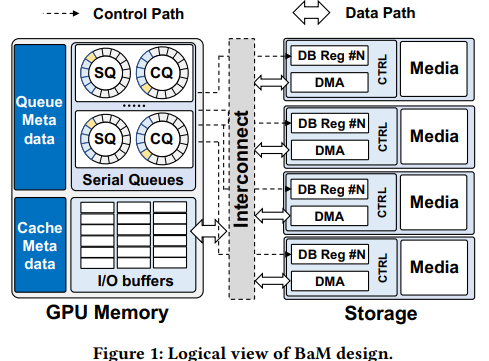 Control Path
Data Path
Queue
Meta
data
SQ
CQ
.....
SQ
CQ
Serial Queues
Cache
Meta
data
I/O buffers
GPU Memory
Interconnect
DB Reg #N
DMA
CTRL
Media
DB Reg #N
DMA
CTRL
Media
DB Reg #N
DMA
CTRL
Media
DB Reg #N
DMA
CTRL
Media
Storage
Figure 1: Logical view of BaM design.